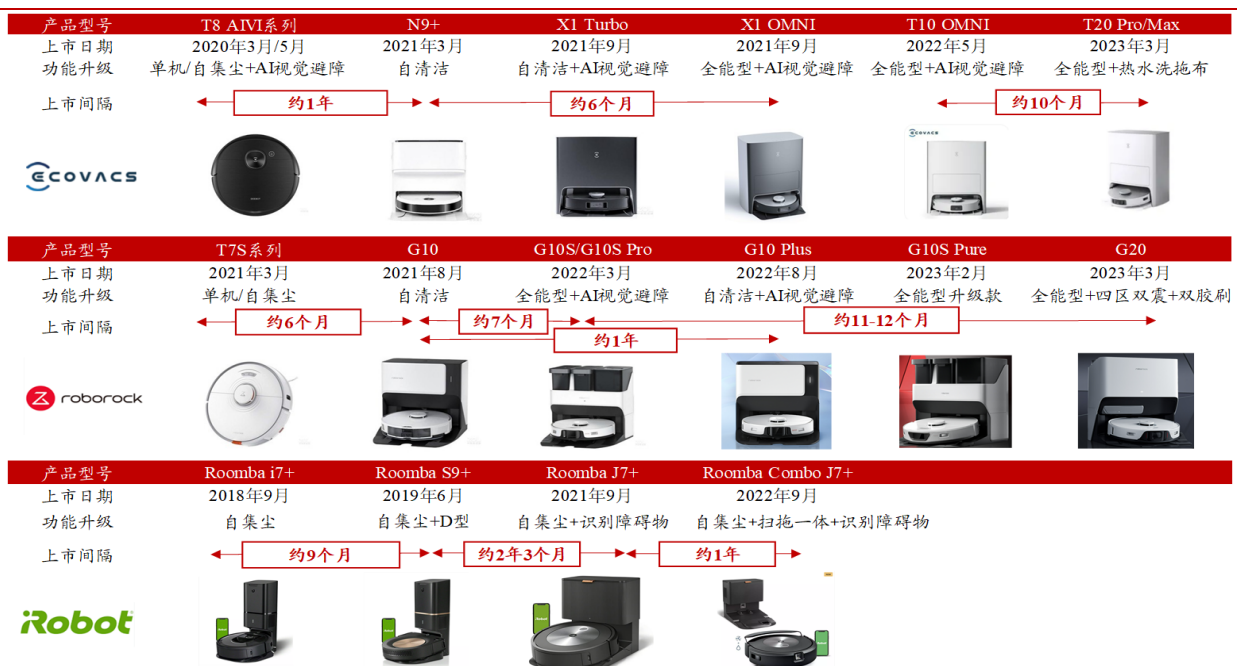 产品型号 T8 AIVI系列 N9+ X1 Turbo X1 OMNI T10 OMNI T20 Pro/Max
上市日期 2020年3月/5月 2021年3月 2021年9月 2021年9月 2022年5月 2023年3月
功能升级 单机/自集尘+AI视觉避障 自清洁 自清洁+AI视觉避障 全能型+AI视觉避障 全能型+AI视觉避障 全能型+热水洗拖布
上市间隔 约1年 约6个月 约10个月
ECOVACS
ECOVACS
产品型号 T7S系列 G10 G10S/G10S Pro G10 Plus G10S Pure G20
上市日期 2021年3月 2021年8月 2022年3月 2022年8月 2023年2月 2023年3月
功能升级 单机/自集尘 自清洁 全能型+AI视觉避障 自清洁+AI视觉避障 全能型升级款 全能型+四区双震+双胶刷
上市间隔 约6个月 约7个月 约11-12个月
约1年
roborock
产品型号 Roomba i7+ Roomba S9+ Roomba J7+ Roomba Combo J7+
上市日期 2018年9月 2019年6月 2021年9月 2022年9月
功能升级 自集尘 自集尘+D型 自集尘+识别障碍物 自集尘+扫拖一体+识别障碍物
上市间隔 约9个月 约2年3个月 约1年
iRobot